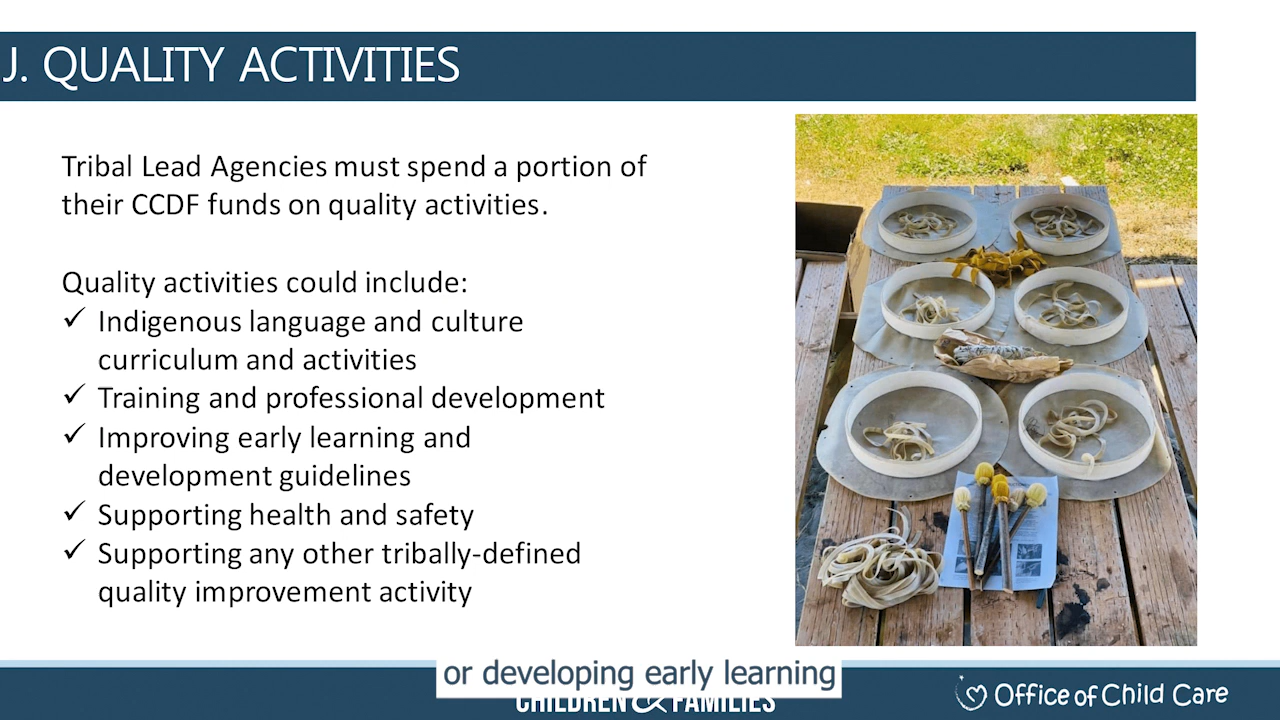 J. QUALITY ACTIVITIES
Tribal Lead Agencies must spend a portion of
their CCDF funds on quality activities.
Quality activities could include:
✓ Indigenous language and culture
curriculum and activities
✓ Training and professional development
✓ Improving early learning and
development guidelines
✓ Supporting health and safety
✓ Supporting any other tribally-defined
quality improvement activity
or developing early learning
CHILDREN & FAMILIES
Office of Child Care